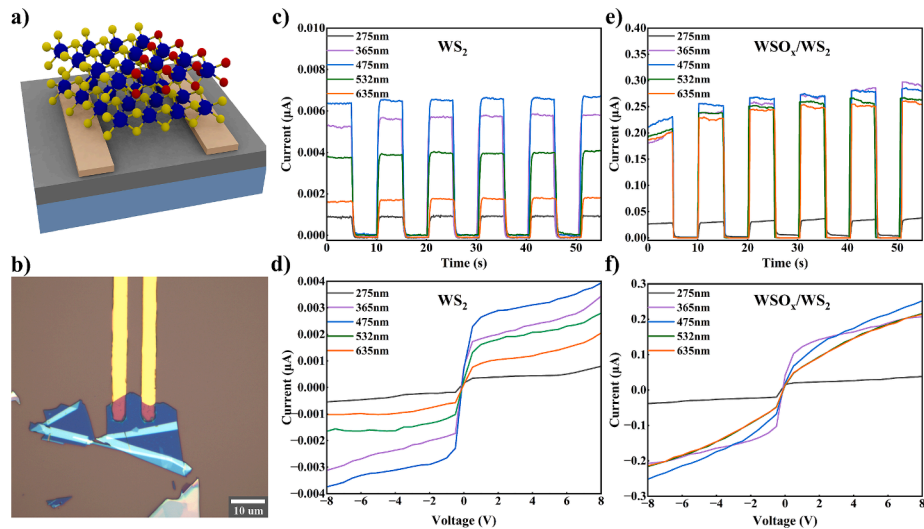 a)
b)
10 um
c)
WS₂
275nm
365nm
475nm
532nm
635nm
Current (μA)
0.010
0.008
0.006
0.004
0.002
0.000
0 10 20 30 40 50
Time (s)
d)
WS₂
275nm
365nm
475nm
532nm
635nm
Current (μA)
0.004
0.003
0.002
0.001
0.000
−0.001
−0.002
−0.003
−0.004
−8 −6 −4 −2 0 2 4 6 8
Voltage (V)
e)
WSOₓ/WS₂
275nm
365nm
475nm
532nm
635nm
Current (μA)
0.40
0.35
0.30
0.25
0.20
0.15
0.10
0.05
0.00
0 10 20 30 40 50
Time (s)
f)
WSOₓ/WS₂
275nm
365nm
475nm
532nm
635nm
Current (μA)
0.3
0.2
0.1
0.0
−0.1
−0.2
−0.3
−8 −6 −4 −2 0 2 4 6 8
Voltage (V)